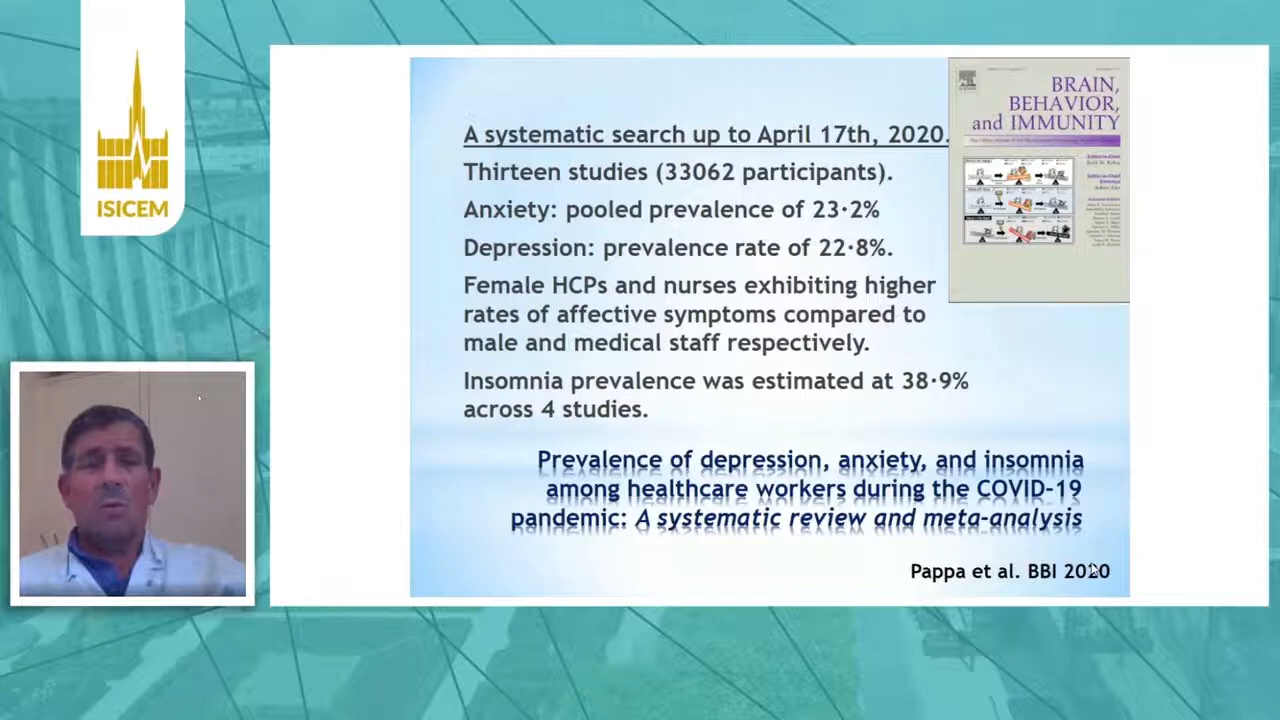 ISICEM
A systematic search up to April 17th, 2020.
Thirteen studies (33062 participants).
Anxiety: pooled prevalence of 23·2%
Depression: prevalence rate of 22·8%.
Female HCPs and nurses exhibiting higher
rates of affective symptoms compared to
male and medical staff respectively.
Insomnia prevalence was estimated at 38·9%
across 4 studies.
Prevalence of depression, anxiety, and insomnia
among healthcare workers during the COVID-19
pandemic: A systematic review and meta-analysis
Pappa et al. BBI 2020
BRAIN,
BEHAVIOR,
and IMMUNITY